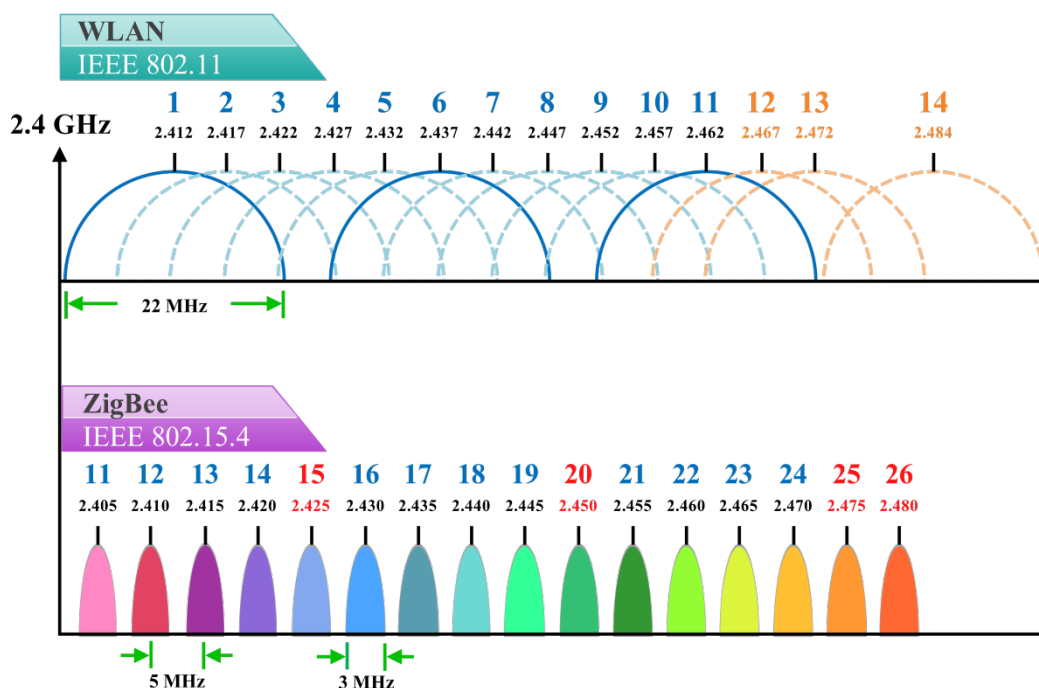 WLAN
IEEE 802.11
1 2 3 4 5 6 7 8 9 10 11 12 13 14
2.4 GHz
2.412 2.417 2.422 2.427 2.432 2.437 2.442 2.447 2.452 2.457 2.462 2.467 2.472 2.484
22 MHz
ZigBee
IEEE 802.15.4
11 12 13 14 15 16 17 18 19 20 21 22 23 24 25 26
2.405 2.410 2.415 2.420 2.425 2.430 2.435 2.440 2.445 2.450 2.455 2.460 2.465 2.470 2.475 2.480
5 MHz 3 MHz